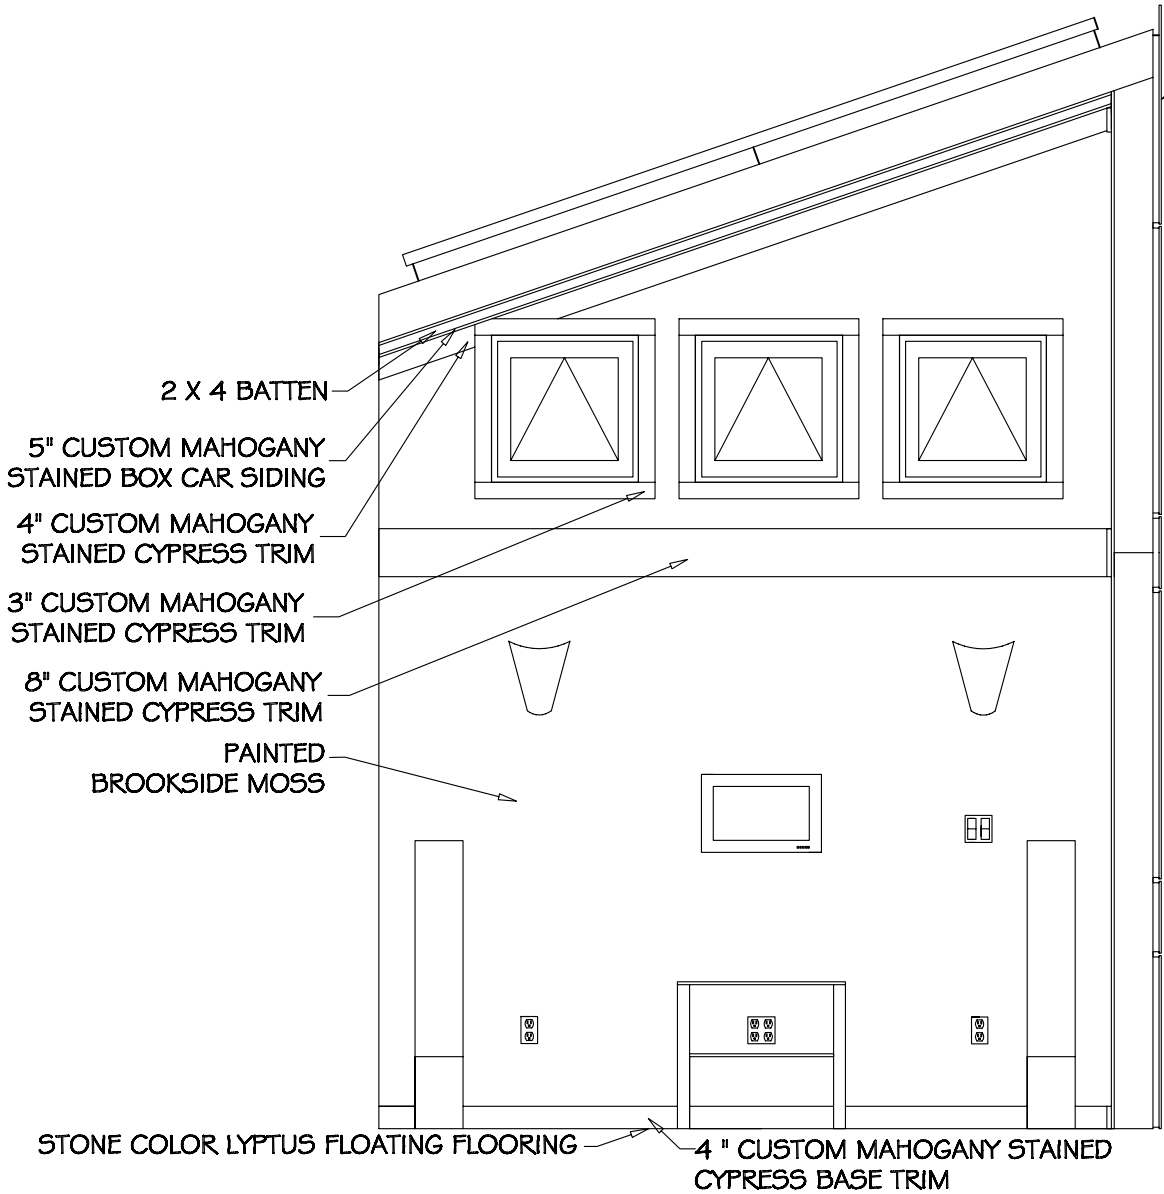 2 X 4 BATTEN
5" CUSTOM MAHOGANY
STAINED BOX CAR SIDING
4" CUSTOM MAHOGANY
STAINED CYPRESS TRIM
3" CUSTOM MAHOGANY
STAINED CYPRESS TRIM
8" CUSTOM MAHOGANY
STAINED CYPRESS TRIM
PAINTED
BROOKSIDE MOSS
STONE COLOR LYPTUS FLOATING FLOORING
4 " CUSTOM MAHOGANY STAINED
CYPRESS BASE TRIM